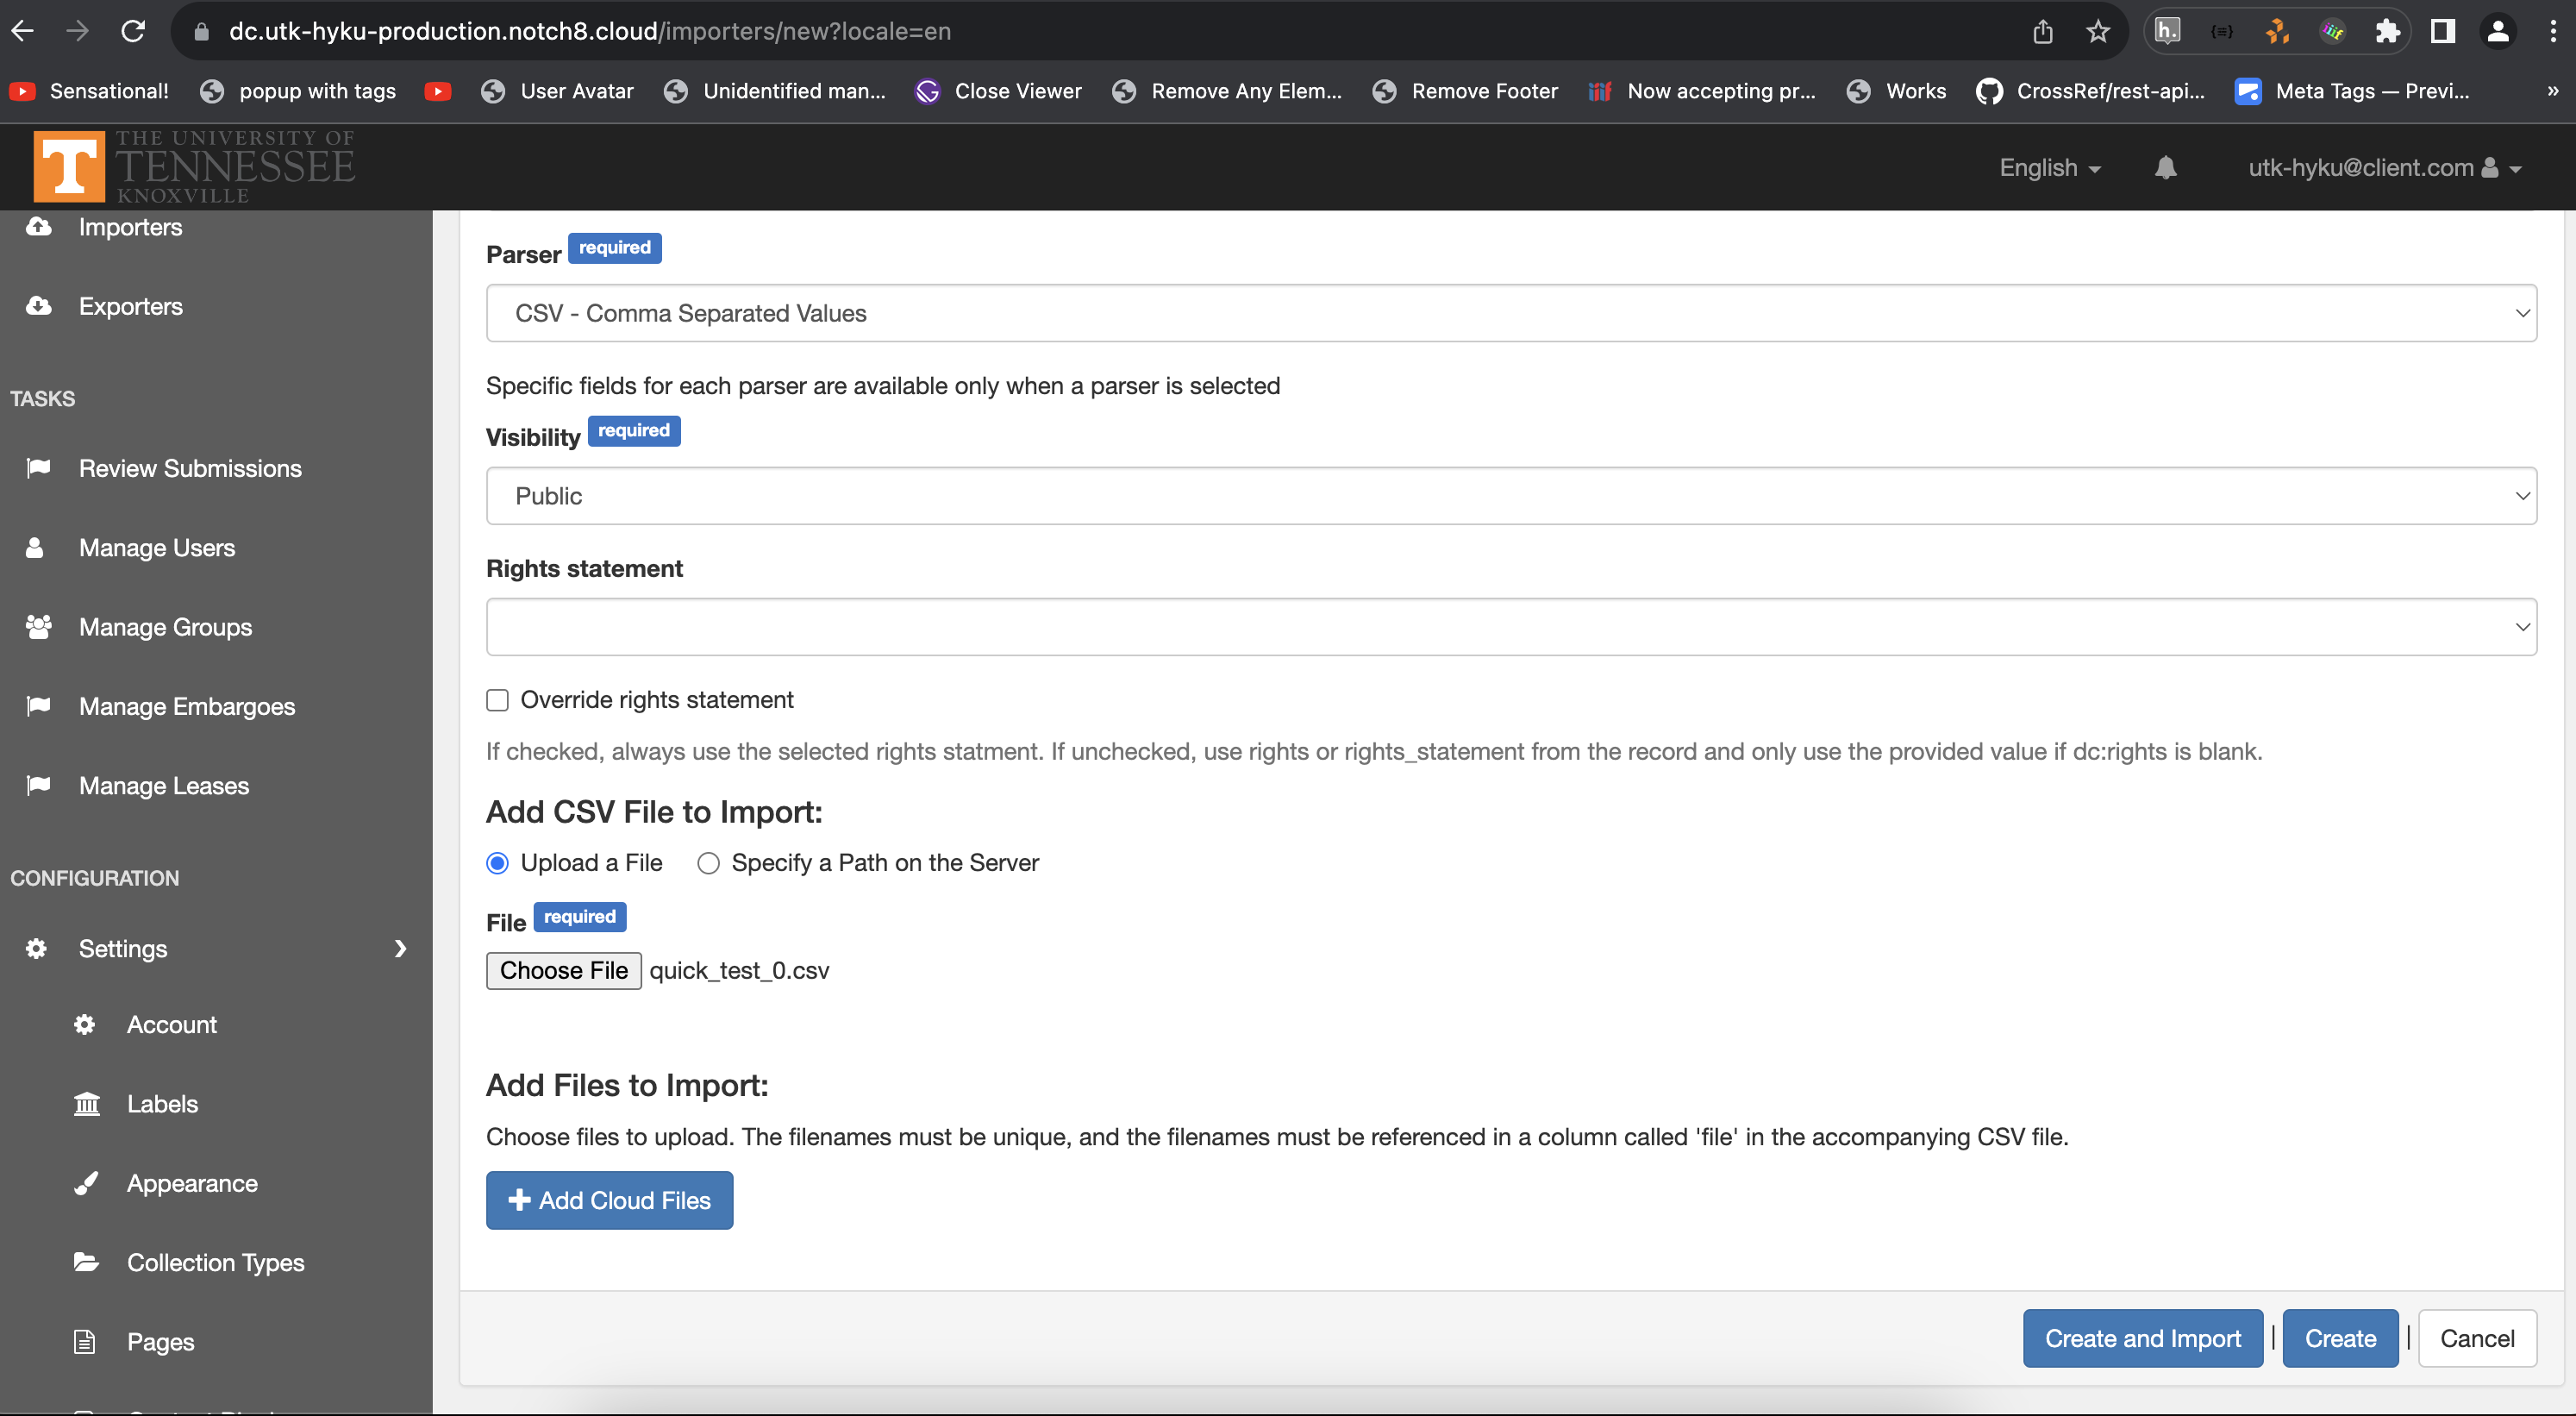 dc.utk-hyku-production.notch8.cloud/importers/new?locale=en
h.
Sensational!
popup with tags
User Avatar
Unidentified man...
Close Viewer
Remove Any Elem...
Remove Footer
Now accepting pr...
Works
CrossRef/rest-api...
Meta Tags — Previ...
»
T
THE UNIVERSITY OF
TENNESSEE
KNOXVILLE
English
utk-hyku@client.com
Importers
Exporters
TASKS
Review Submissions
Manage Users
Manage Groups
Manage Embargoes
Manage Leases
CONFIGURATION
Settings
Account
Labels
Appearance
Collection Types
Pages
Parser required
CSV - Comma Separated Values
Specific fields for each parser are available only when a parser is selected
Visibility required
Public
Rights statement
Override rights statement
If checked, always use the selected rights statment. If unchecked, use rights or rights_statement from the record and only use the provided value if dc:rights is blank.
Add CSV File to Import:
Upload a File Specify a Path on the Server
File required
Choose File quick_test_0.csv
Add Files to Import:
Choose files to upload. The filenames must be unique, and the filenames must be referenced in a column called 'file' in the accompanying CSV file.
Add Cloud Files
Create and Import | Create | Cancel